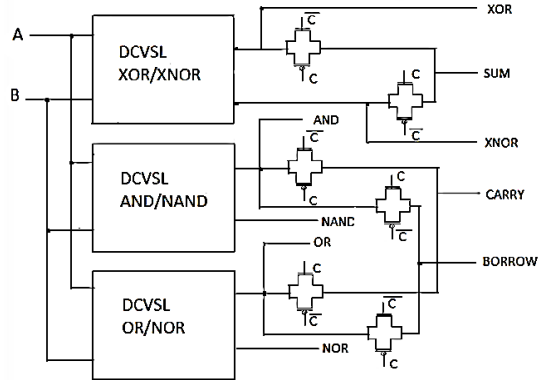 XOR
C̅
A
DCVSL
XOR/XNOR
C
C
SUM
B
C̅
AND
XNOR
C̅
DCVSL
AND/NAND
C
C
CARRY
NAND
C̅
OR
BORROW
C
DCVSL
OR/NOR
C̅
C̅
NOR
C